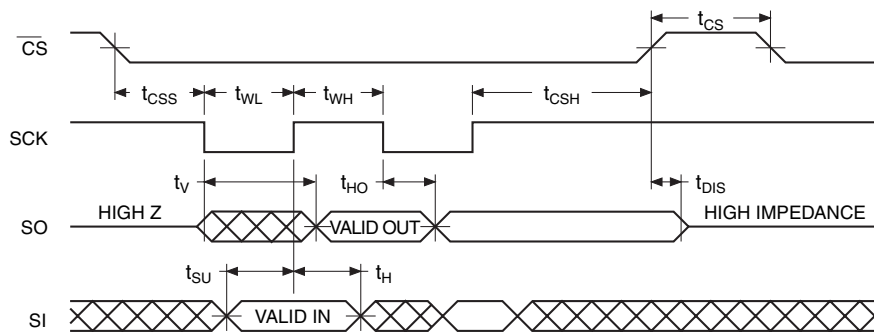 t_CS
C̅S̅
t_CSS t_WL t_WH t_CSH
SCK
t_V t_HO t_DIS
HIGH Z VALID OUT HIGH IMPEDANCE
SO
t_SU t_H
SI VALID IN